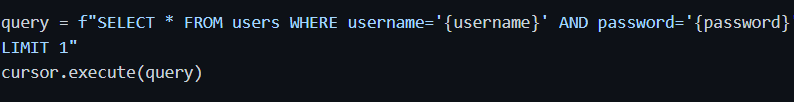 query = f"SELECT * FROM users WHERE username='{username}' AND password='{password}
LIMIT 1"
cursor.execute(query)